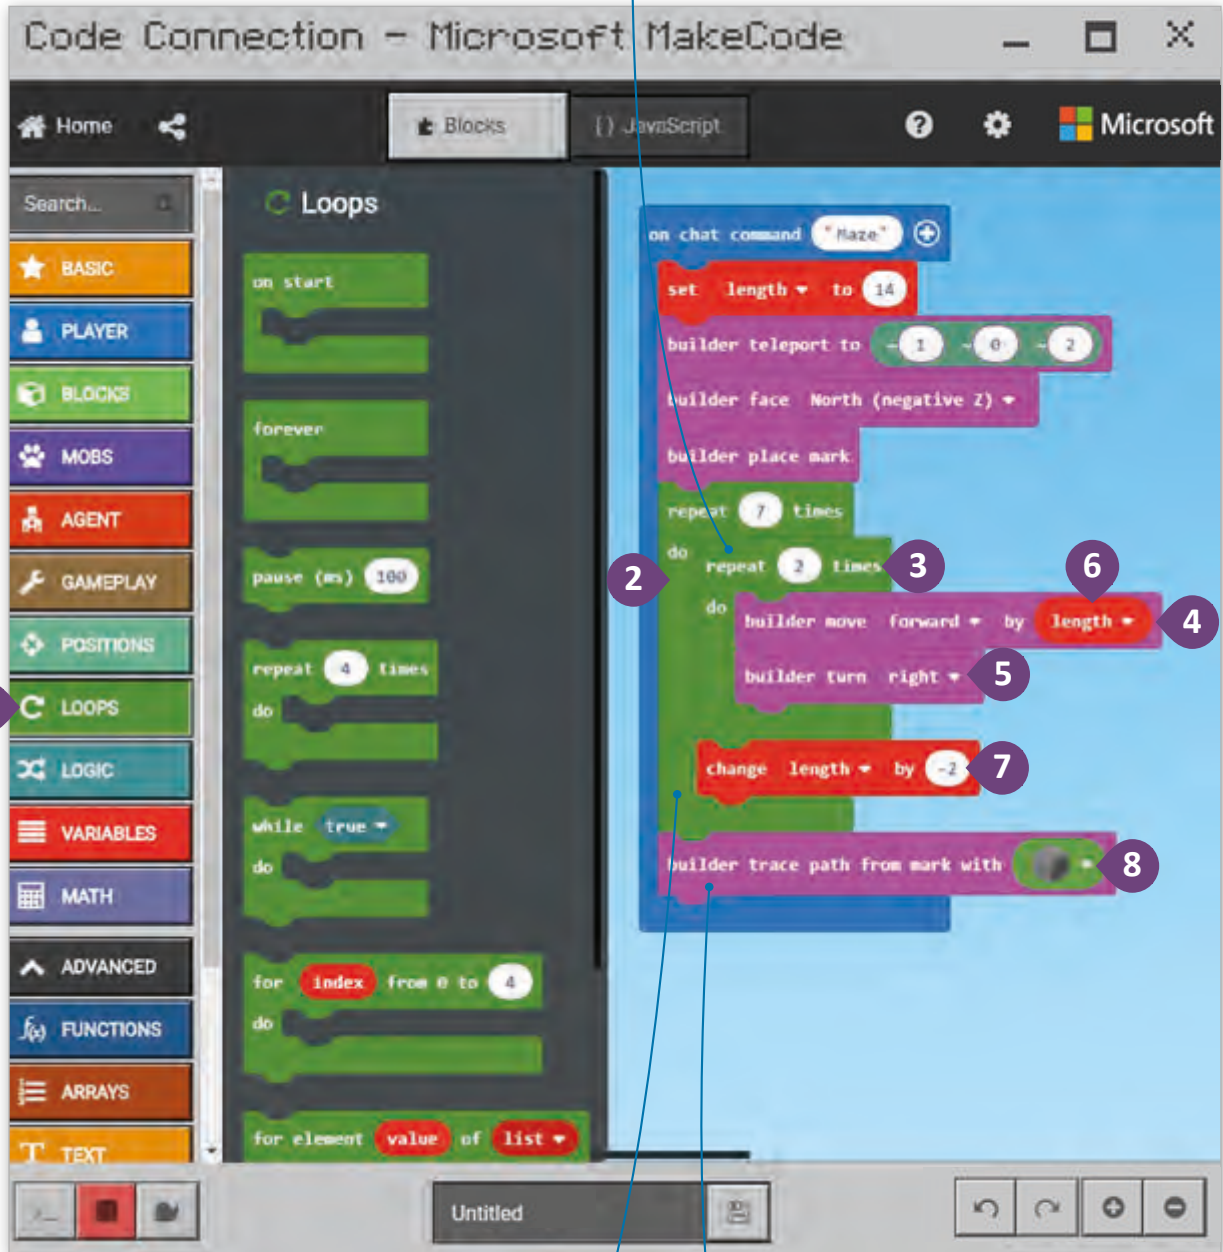 Code Connection - Microsoft MakeCode
Home
Blocks
{} JavaScript
?
Microsoft
Search...
BASIC
PLAYER
BLOCKS
MOBS
AGENT
GAMEPLAY
POSITIONS
LOOPS
LOGIC
VARIABLES
MATH
ADVANCED
f(x) FUNCTIONS
ARRAYS
T TEXT
Loops
on start
forever
pause (ms) 100
repeat 4 times
do
while true
do
for index from 0 to 4
do
for element value of list
on chat command "Maze"
set length to 14
builder teleport to ~ 1 ~ 0 ~ 2
builder face North (negative Z)
builder place mark
repeat 7 times
do
2
repeat 2 times
3
do
6
builder move forward by length
4
builder turn right
5
change length by -2
7
builder trace path from mark with
8
Untitled